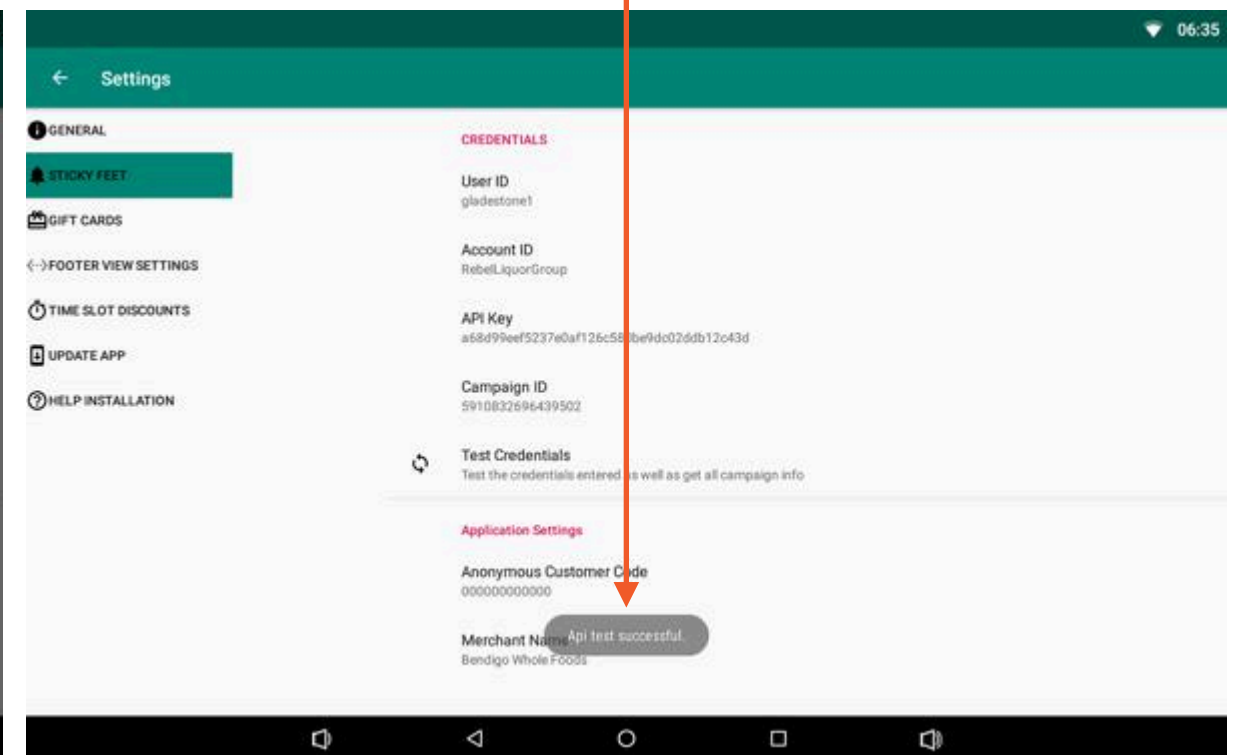 06:35
Settings
GENERAL
STICKY FEET
GIFT CARDS
FOOTER VIEW SETTINGS
TIME SLOT DISCOUNTS
UPDATE APP
HELP INSTALLATION
CREDENTIALS
User ID
gladestone1
Account ID
RebelLiquorGroup
API Key
Campaign ID
5910832696439502
Test Credentials
Test the credentials entered as well as get all campaign info
Application Settings
Anonymous Customer Code
000000000000
Merchant Name
Bendigo Whole Foods
Api test successful.